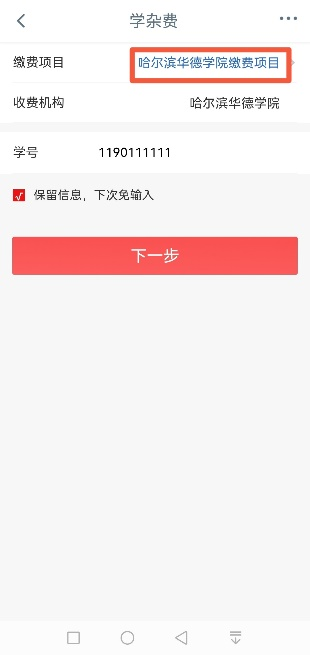 学杂费
缴费项目 哈尔滨华德学院缴费项目
收费机构 哈尔滨华德学院
学号 1190111111
保留信息，下次免输入
下一步